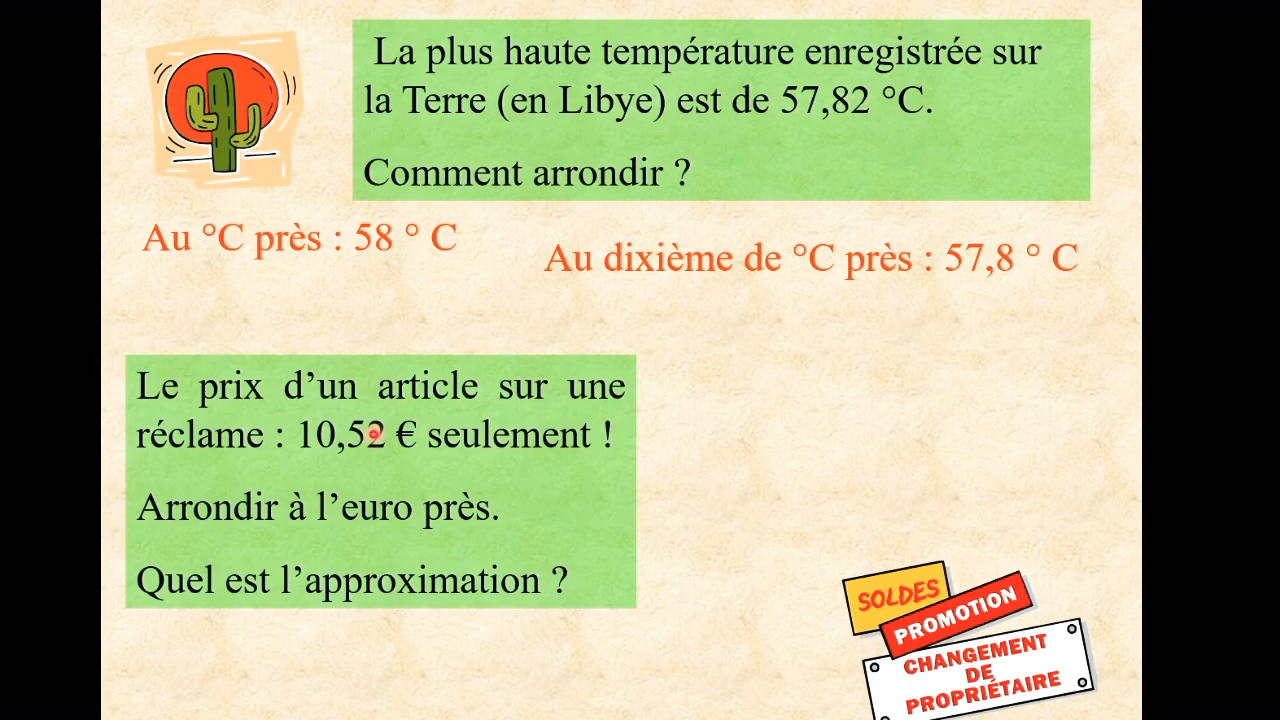 La plus haute température enregistrée sur
la Terre (en Libye) est de 57,82 °C.
Comment arrondir ?
Au °C près : 58 ° C
Au dixième de °C près : 57,8 ° C
Le prix d’un article sur une
réclame : 10,52 € seulement !
Arrondir à l’euro près.
Quel est l’approximation ?
SOLDES
PROMOTION
CHANGEMENT
DE
PROPRIÉTAIRE